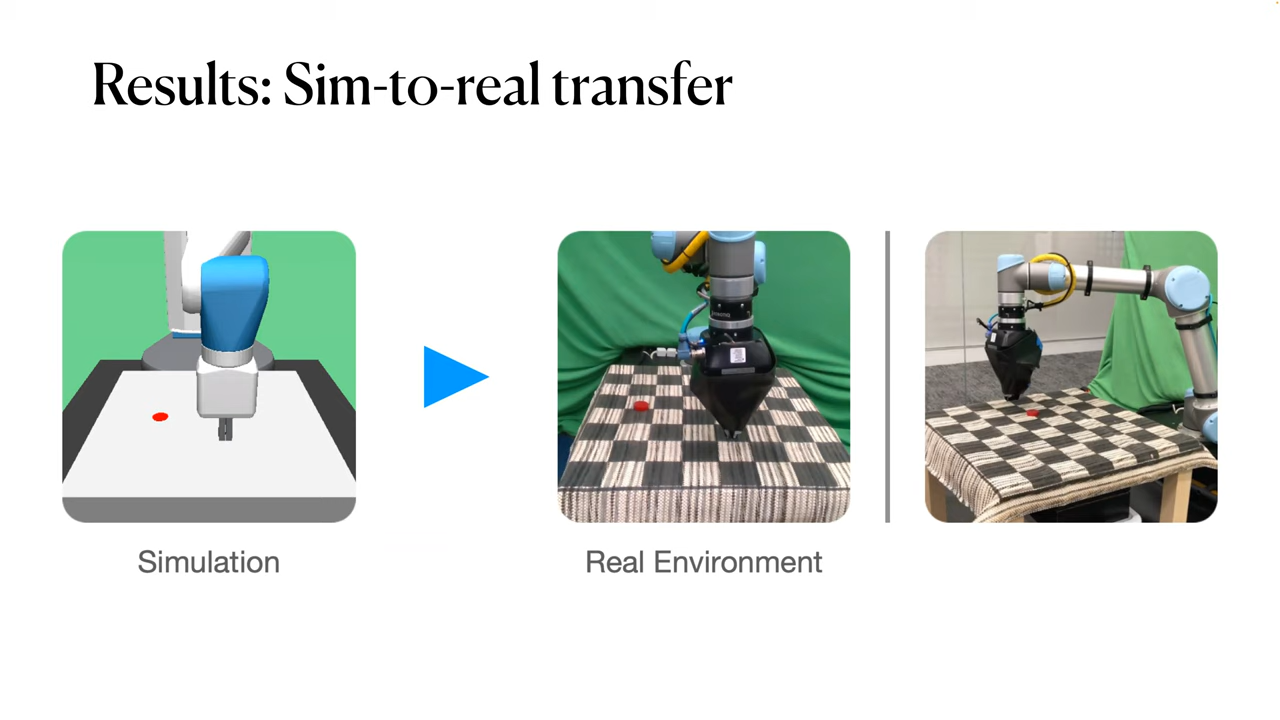 Results: Sim-to-real transfer
Simulation
Real Environment